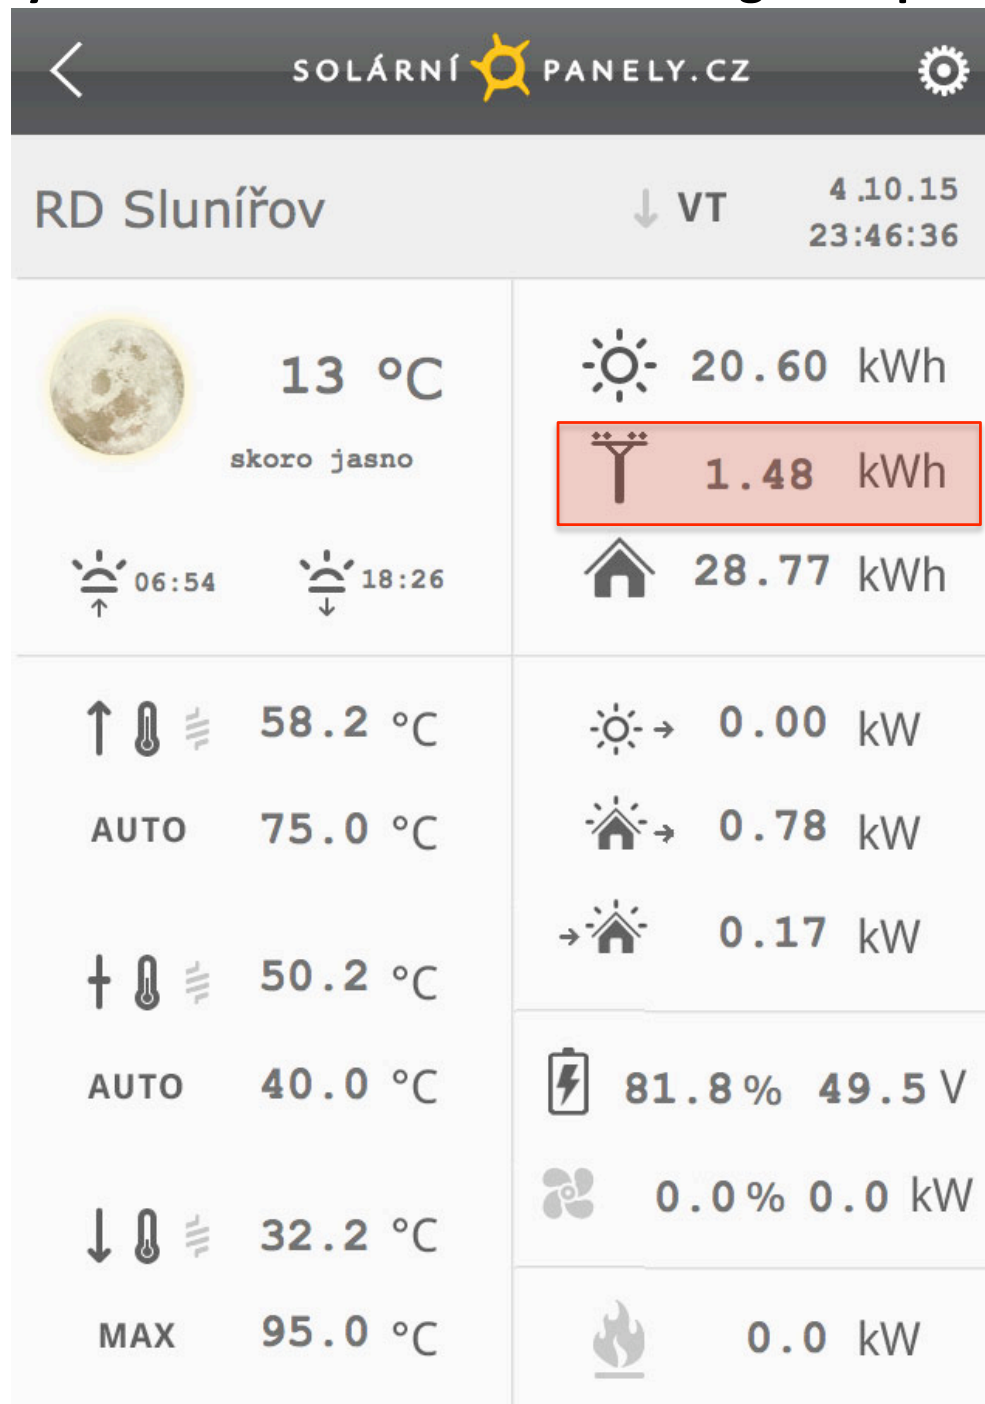 SOLÁRNÍ PANELY.CZ
RD Slunířov
VT
4.10.15
23:46:36
13 °C
skoro jasno
06:54
18:26
20.60 kWh
1.48 kWh
28.77 kWh
58.2 °C
AUTO 75.0 °C
50.2 °C
AUTO 40.0 °C
32.2 °C
MAX 95.0 °C
0.00 kW
0.78 kW
0.17 kW
81.8% 49.5 V
0.0% 0.0 kW
0.0 kW